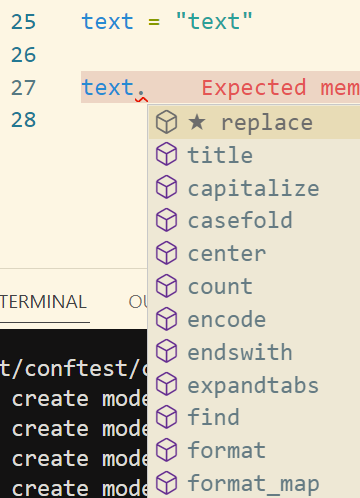 25 text = "text"
26
27 text. Expected mem
28
★ replace
title
capitalize
casefold
center
count
encode
endswith
expandtabs
find
format
format_map
TERMINAL OU
t/conftest/c
create mode
create mode
create mode
create mode